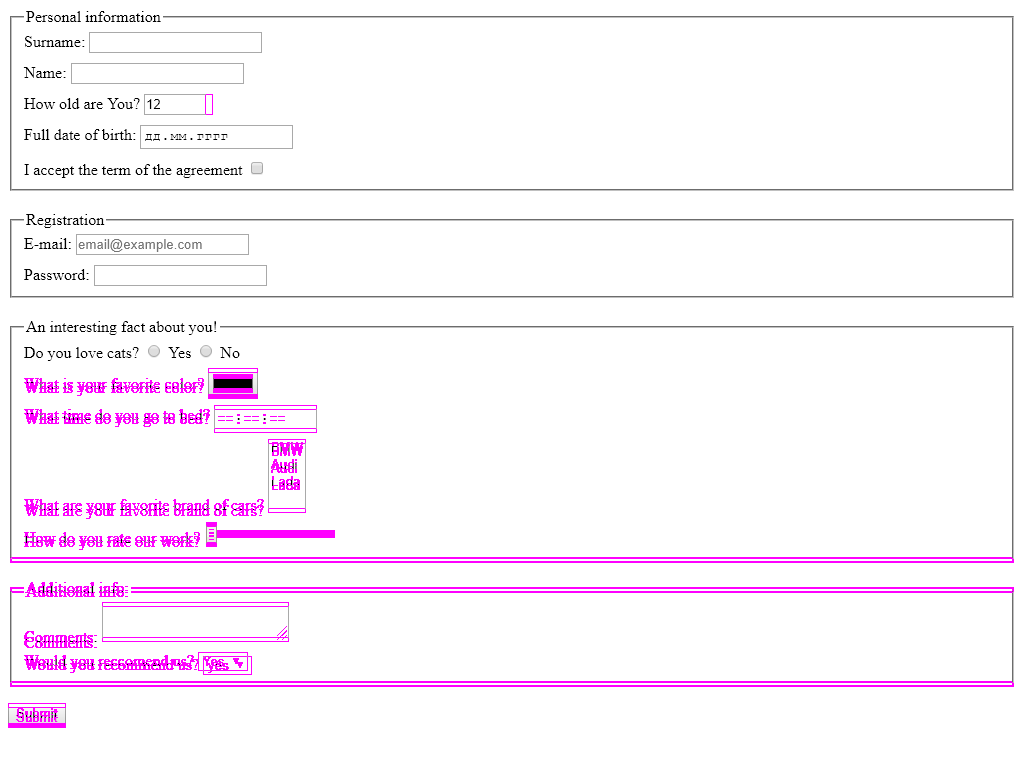 Personal information
Surname:
Name:
How old are You? 12
Full date of birth: дд.мм.гггг
I accept the term of the agreement
Registration
E-mail: email@example.com
Password:
An interesting fact about you!
Do you love cats? Yes No
What is your favorite color?
What time do you go to bed? --:--:--
BMW
Audi
Lada
What are your favorite brand of cars?
How do you rate our work?
Additional info:
Comments:
Would you recommend us? yes
Submit